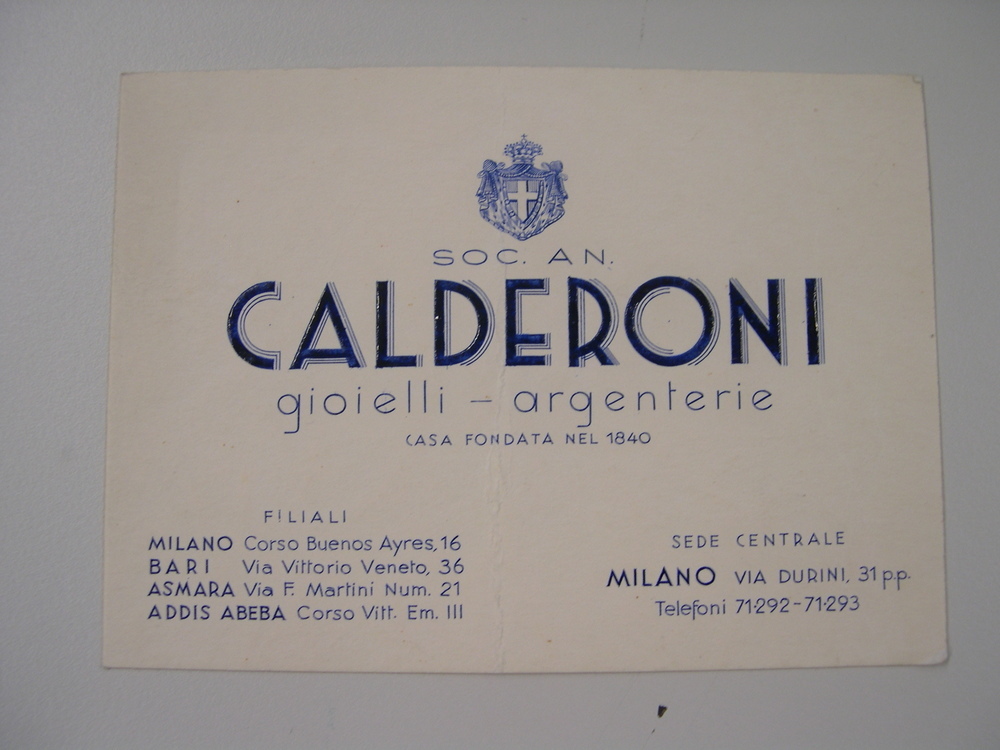 SOC. AN.
CALDERONI
gioielli – argenterie
CASA FONDATA NEL 1840
FILIALI
MILANO Corso Buenos Ayres, 16
BARI Via Vittorio Veneto, 36
ASMARA Via F. Martini Num. 21
ADDIS ABEBA Corso Vitt. Em. III
SEDE CENTRALE
MILANO VIA DURINI, 31 p.p.
Telefoni 71-292-71-293